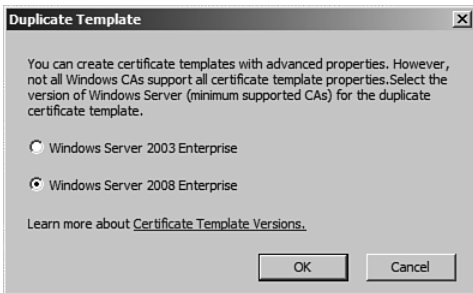 Duplicate Template
You can create certificate templates with advanced properties. However,
not all Windows CAs support all certificate template properties.Select the
version of Windows Server (minimum supported CAs) for the duplicate
certificate template.
Windows Server 2003 Enterprise
Windows Server 2008 Enterprise
Learn more about Certificate Template Versions.
OK Cancel